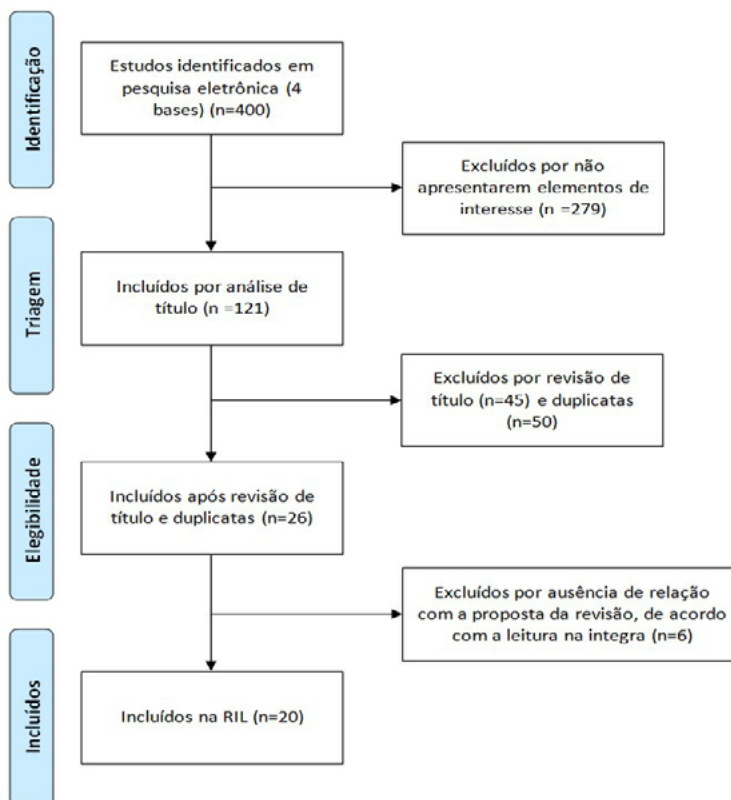 Identificação
Estudos identificados em
pesquisa eletrônica (4
bases) (n=400)
Excluídos por não
apresentarem elementos de
interesse (n =279)
Triagem
Incluídos por análise de
título (n =121)
Excluídos por revisão de
título (n=45) e duplicatas
(n=50)
Elegibilidade
Incluídos após revisão de
título e duplicatas (n=26)
Excluídos por ausência de relação
com a proposta da revisão, de acordo
com a leitura na integra (n=6)
Incluídos
Incluídos na RIL (n=20)